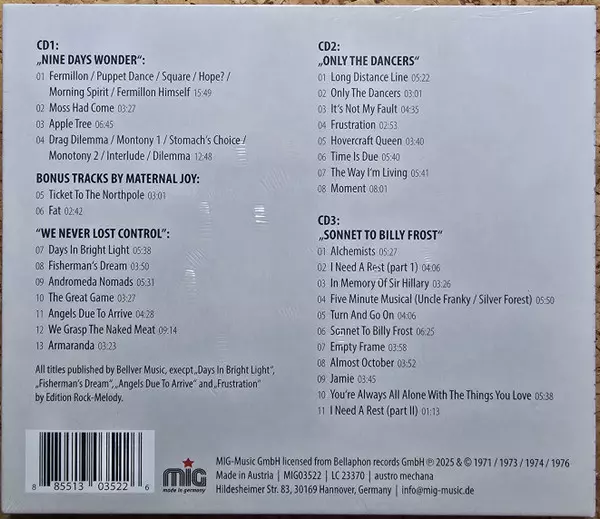 CD1:
„NINE DAYS WONDER“:
01 Fermillon / Puppet Dance / Square / Hope? /
Morning Spirit / Fermillon Himself 15:49
02 Moss Had Come 03:27
03 Apple Tree 06:45
04 Drag Dilemma / Montony 1 / Stomach's Choice /
Monotony 2 / Interlude / Dilemma 12:48
BONUS TRACKS BY MATERNAL JOY:
05 Ticket To The Northpole 03:01
06 Fat 02:42
"WE NEVER LOST BY CONTROL":
07 Days In Bright Light 05:38
08 Fisherman's Dream 03:50
09 Andromeda Nomads 05:31
10 The Great Game 03:27
11 Angels Due To Arrive 04:28
12 We Grasp The Naked Meat 09:14
13 Armaranda 03:23
All titles published by Bellver Music, execpt „Days In Bright Light“,
„Fisherman's Dream“, „Angels Due To Arrive“ and „Frustration“
by Edition Rock-Melody.
CD2:
„ONLY THE DANCERS“
01 Long Distance Line 05:22
02 Only The Dancers 03:01
03 It's Not My Fault 04:35
04 Frustration 02:53
05 Hovercraft Queen 03:40
06 Time Is Due 05:40
07 The Way I'm Living 05:41
08 Moment 08:01
CD3:
„SONNET TO BILLY FROST“
01 Alchemists 05:27
02 I Need A Rest (part 1) 04:06
03 In Memory Of Sir Hillary 03:26
04 Five Minute Musical (Uncle Franky / Silver Forest) 05:50
05 Turn And Go On 04:06
06 Sonnet To Billy Frost 06:25
07 Empty Frame 03:58
08 Almost October 03:52
09 Jamie 03:45
10 You're Always All Alone With The Things You Love 05:38
11 I Need A Rest (part II) 01:13
8 85513 03522 6
mig
made in germany
MIG-Music GmbH licensed from Bellaphon records GmbH ℗ 2025 & © 1971 / 1973 / 1974 / 1976
Made in Austria | MIG03522 | LC 23370 | austro mechana
Hildesheimer Str. 83, 30169 Hannover, Germany | info@mig-music.de